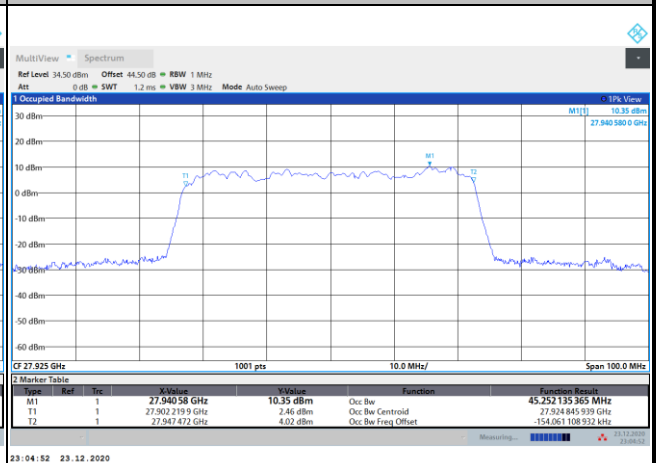 MultiView Spectrum
Ref Level 34.50 dBm Offset 44.50 dB RBW 1 MHz
Att 0 dB SWT 1.2 ms VBW 3 MHz Mode Auto Sweep
1 Occupied Bandwidth 1Pk View
M1[1] 10.35 dBm
27.940 580 0 GHz
30 dBm
20 dBm
M1
10 dBm
T1 T2
0 dBm
-10 dBm
-20 dBm
-30 dBm
-40 dBm
-50 dBm
-60 dBm
CF 27.925 GHz 1001 pts 10.0 MHz/ Span 100.0 MHz
2 Marker Table
Type Ref Trc X-Value Y-Value Function Function Result
M1 1 27.940 58 GHz 10.35 dBm Occ Bw 45.252 135 365 MHz
T1 1 27.902 219 9 GHz 2.46 dBm Occ Bw Centroid 27.924 845 939 GHz
T2 1 27.947 472 GHz 4.02 dBm Occ Bw Freq Offset -154.061 108 932 kHz
Measuring... 23.12.2020
23:04:52
23:04:52 23.12.2020